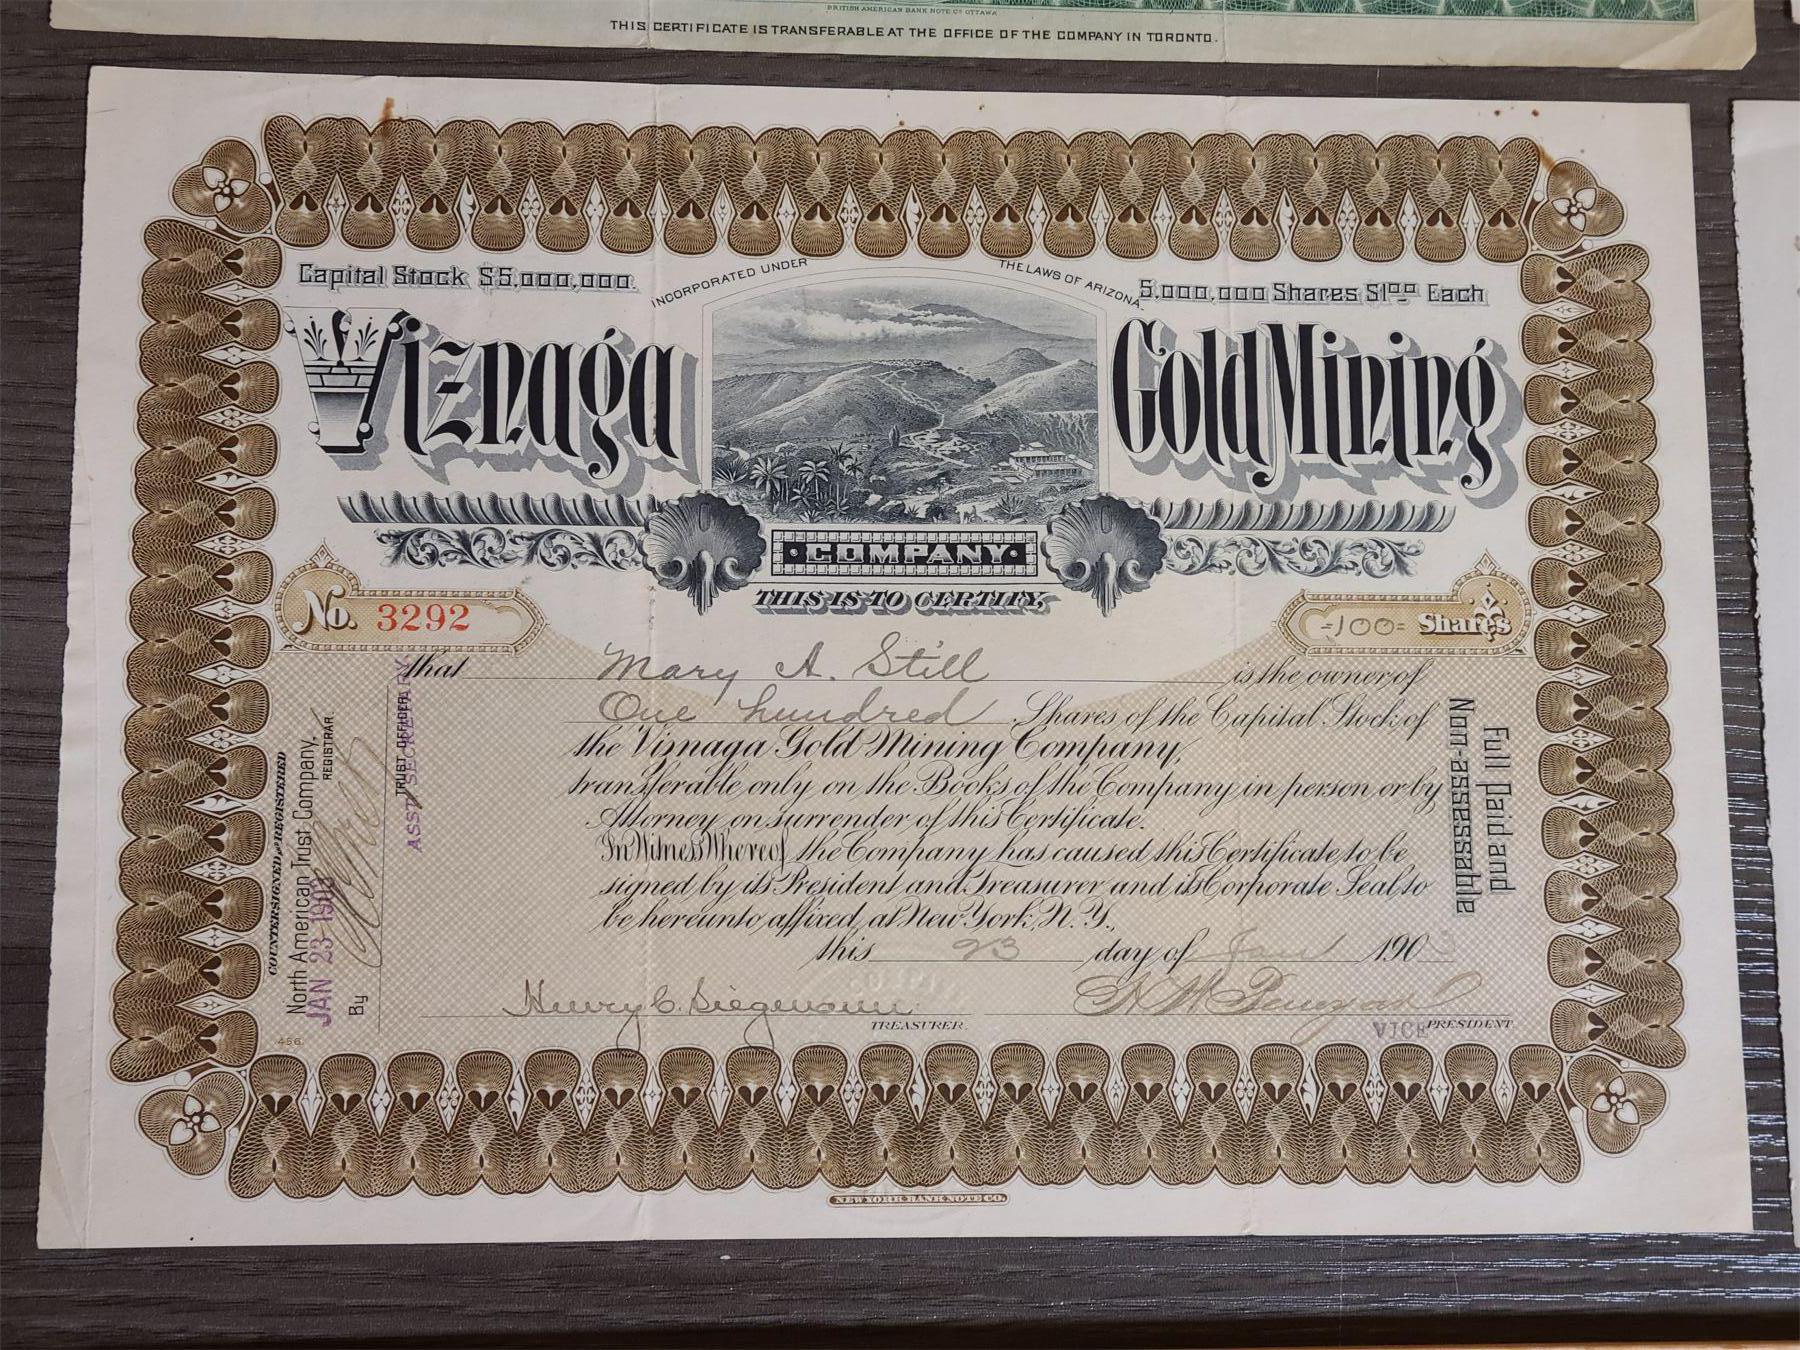 BRITISH AMERICAN BANK NOTE CO OTTAWA
THIS CERTIFICATE IS TRANSFERABLE AT THE OFFICE OF THE COMPANY IN TORONTO.
Capital Stock $5,000,000.
INCORPORATED UNDER THE LAWS OF ARIZONA
5,000,000 Shares $1.00 Each
Viznaga Gold Mining
COMPANY
THIS IS TO CERTIFY,
No. 3292
-100= Shares
that Mary A. Still is the owner of
One hundred Shares of the Capital Stock of
the Viznaga Gold Mining Company,
transferable only on the Books of the Company in person or by
Attorney on surrender of this Certificate.
In Witness Whereof the Company has caused this Certificate to be
signed by its President and Treasurer and its Corporate Seal to
be hereunto affixed, at New York, N. Y.,
this 23 day of Jan 190
Henry C. Siegemann
TREASURER.
VICE PRESIDENT
COUNTERSIGNED AND REGISTERED
North American Trust Company,
REGISTRAR.
JAN 23 1903
By
TRUST OFFICER.
ASST SECRETARY
Full Paid and
Non-assessable
456
NEW YORK BANK NOTE CO.